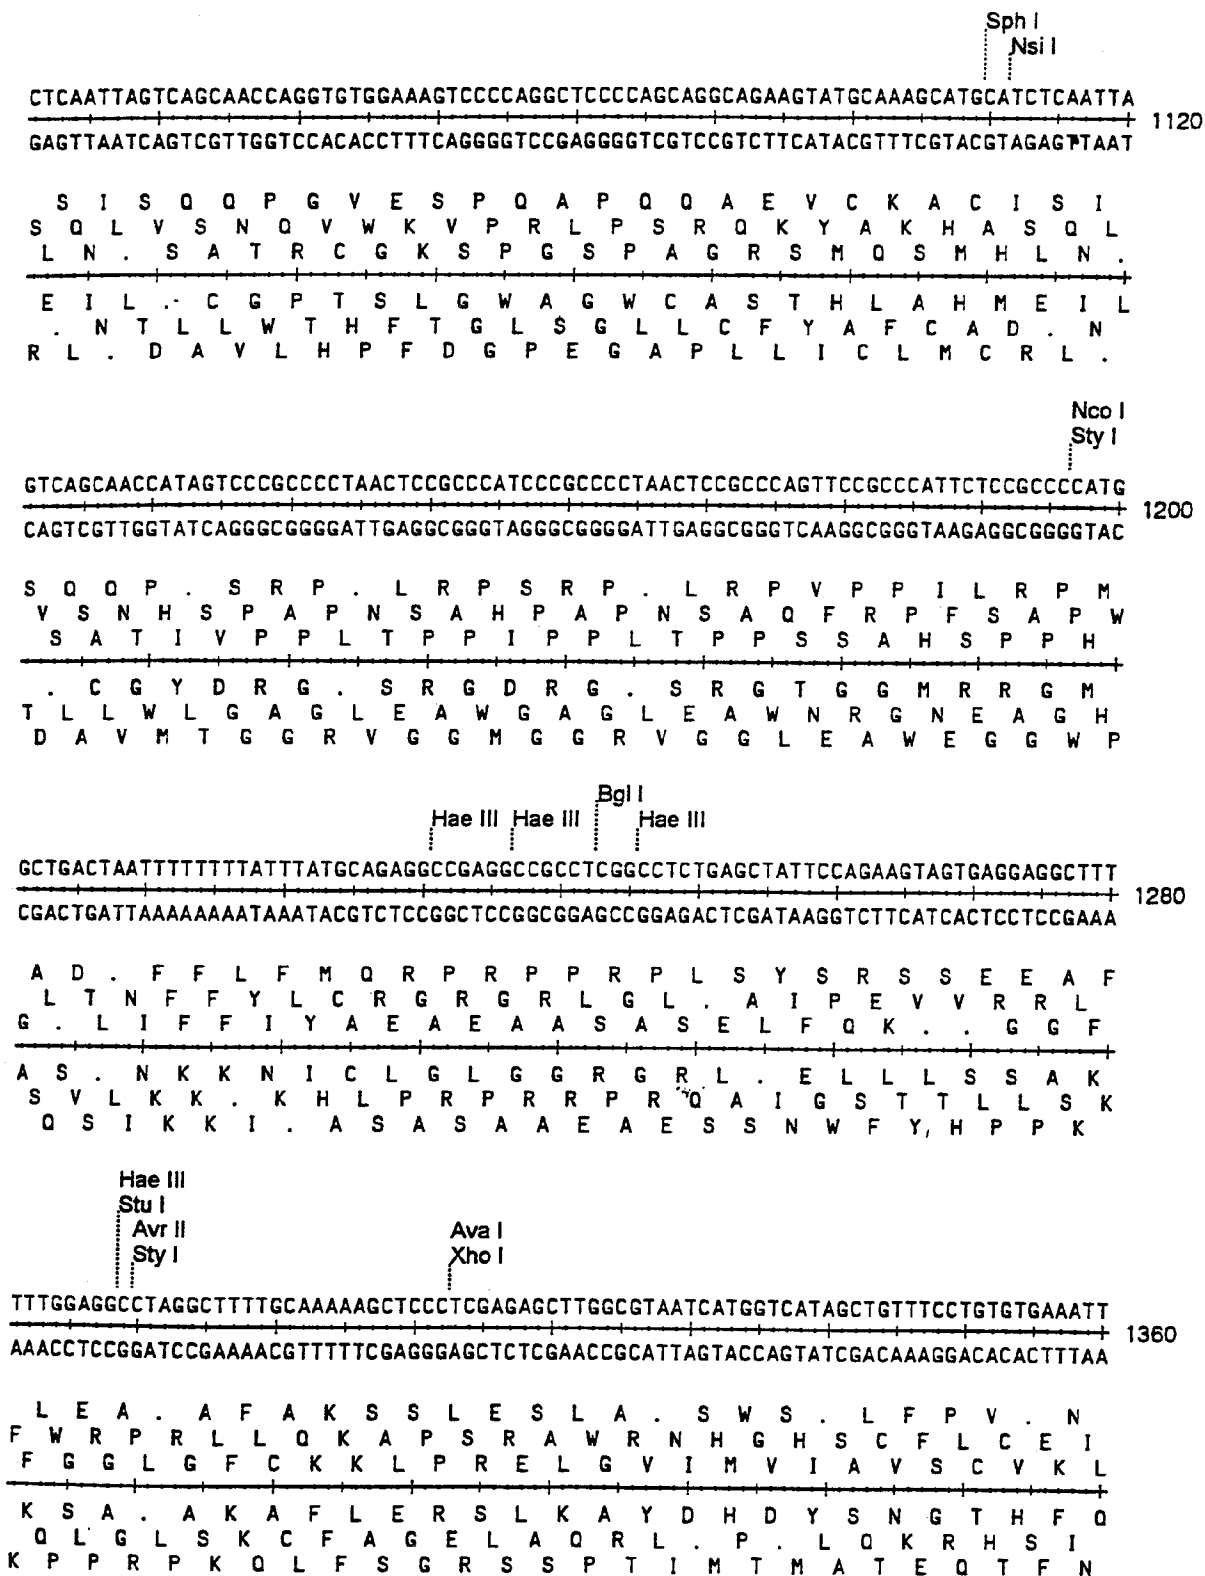 Sph I
Nsi I
CTCAATTAGTCAGCAACCAGGTGTGGAAAGTCCCCAGGCTCCCCAGCAGGCAGAAGTATGCAAAGCATGCATCTCAATTA
1120
GAGTTAATCAGTCGTTGGTCCACACCTTTCAGGGGTCCGAGGGGTCGTCCGTCTTCATACGTTTCGTACGTAGAGTTAAT
S I S Q Q P G V E S P Q A P Q Q A E V C K A C I S I
S Q L V S N Q V W K V P R L P S R Q K Y A K H A S Q L
L N . S A T R C G K S P G S P A G R S M Q S M H L N .
E I L . C G P T S L G W A G W C A S T H L A H M E I L
. N T L L W T H F T G L S G L L C F Y A F C A D . N
R L . D A V L H P F D G P E G A P L L I C L M C R L .
Nco I
Sty I
GTCAGCAACCATAGTCCCGCCCCTAACTCCGCCCATCCCGCCCCTAACTCCGCCCAGTTCCGCCCATTCTCCGCCCCATG
1200
CAGTCGTTGGTATCAGGGCGGGGATTGAGGCGGGTAGGGCGGGGATTGAGGCGGGTCAAGGCGGGTAAGAGGCGGGGTAC
S Q Q P . S R P . L R P S R P . L R P V P P I L R P M
V S N H S P A P N S A H P A P N S A Q F R P F S A P W
S A T I V P P L T P P I P P L T P P S S A H S P P H
. C G Y D R G . S R G D R G . S R G T G G M R R G M
T L L W L G A G L E A W G A G L E A W N R G N E A G H
D A V M T G G R V G G M G G R V G G L E A W E G G W P
Bgl I
Hae III Hae III Hae III
GCTGACTAATTTTTTTTATTTATGCAGAGGCCGAGGCCGCCTCGGCCTCTGAGCTATTCCAGAAGTAGTGAGGAGGCTTT
1280
CGACTGATTAAAAAAAATAAATACGTCTCCGGCTCCGGCGGAGCCGGAGACTCGATAAGGTCTTCATCACTCCTCCGAAA
A D . F F L F M Q R P R P P R P L S Y S R S S E E A F
L T N F F Y L C R G R G R L G L . A I P E V V R R L
G . L I F F I Y A E A E A A S A S E L F Q K . . G G F
A S . N K K N I C L G L G G R G R L . E L L L S S A K
S V L K K . K H L P R P R R P R Q A I G S T T L L S K
Q S I K K I . A S A S A A E A E S S N W F Y H P P K
Hae III
Stu I
Avr II
Sty I
Ava I
Xho I
TTTGGAGGCCTAGGCTTTTGCAAAAAGCTCCCTCGAGAGCTTGGCGTAATCATGGTCATAGCTGTTTCCTGTGTGAAATT
1360
AAACCTCCGGATCCGAAAACGTTTTTCGAGGGAGCTCTCGAACCGCATTAGTACCAGTATCGACAAAGGACACACTTTAA
L E A . A F A K S S L E S L A . S W S . L F P V . N
F W R P R L L Q K A P S R A W R N H G H S C F L C E I
F G G L G F C K K L P R E L G V I M V I A V S C V K L
K S A . A K A F L E R S L K A Y D H D Y S N G T H F Q
Q L G L S K C F A G E L A Q R L . P . L Q K R H S I
K P P R P K Q L F S G R S S P T I M T M A T E Q T F N